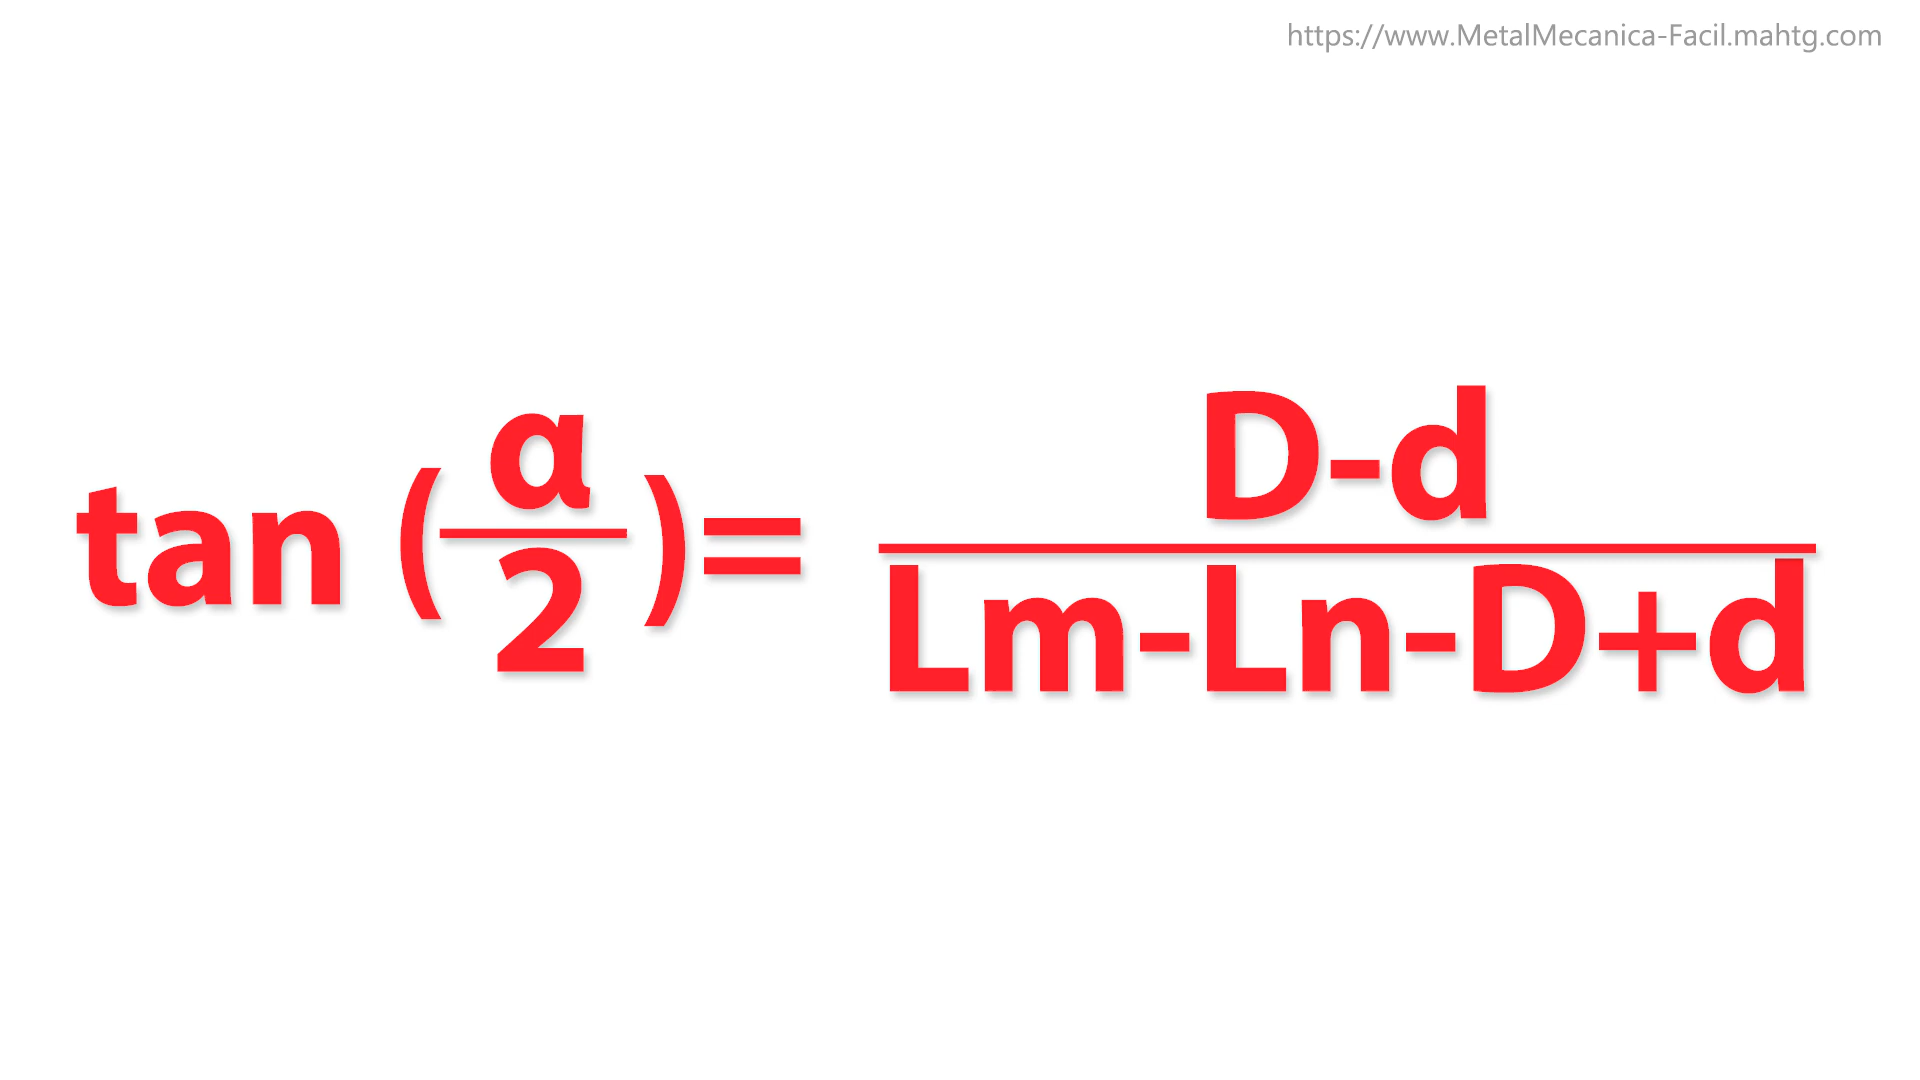 https://www.MetalMecanica-Facil.mahtg.com
tan (α/2)= D-d/Lm-Ln-D+d